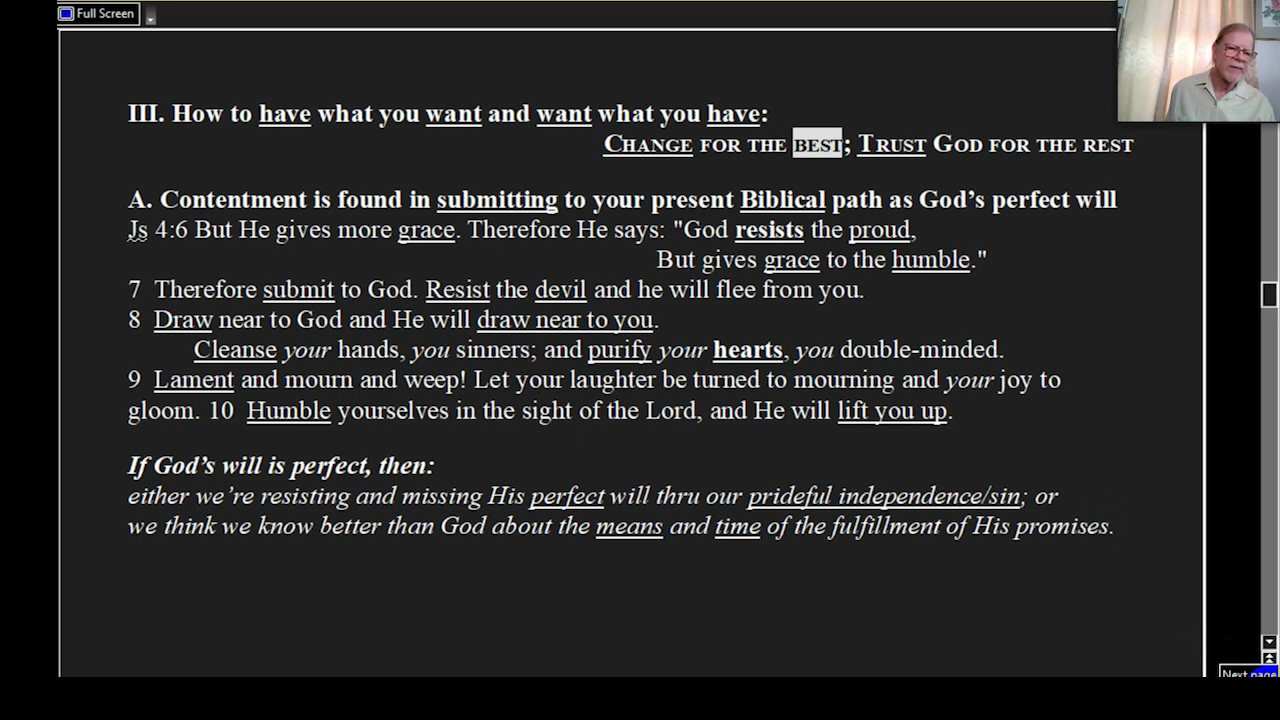 Full Screen
III. How to have what you want and want what you have:
CHANGE FOR THE BEST; TRUST GOD FOR THE REST
A. Contentment is found in submitting to your present Biblical path as God’s perfect will
Js 4:6 But He gives more grace. Therefore He says: "God resists the proud,
But gives grace to the humble."
7 Therefore submit to God. Resist the devil and he will flee from you.
8 Draw near to God and He will draw near to you.
Cleanse your hands, you sinners; and purify your hearts, you double-minded.
9 Lament and mourn and weep! Let your laughter be turned to mourning and your joy to
gloom. 10 Humble yourselves in the sight of the Lord, and He will lift you up.
If God’s will is perfect, then:
either we’re resisting and missing His perfect will thru our prideful independence/sin; or
we think we know better than God about the means and time of the fulfillment of His promises.
Next page